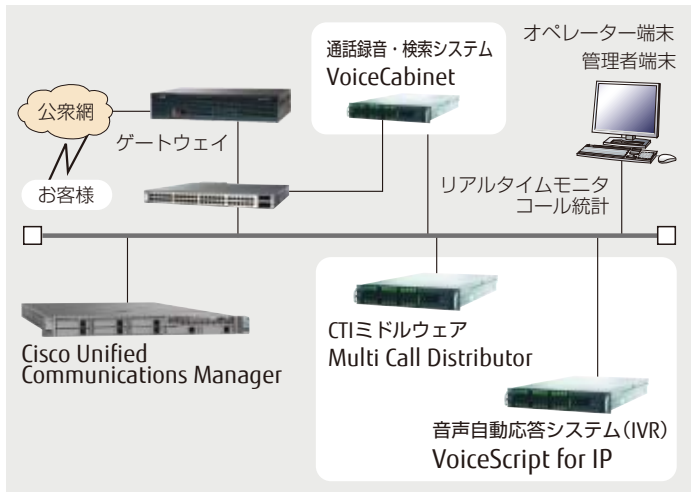 通話録音・検索システム
VoiceCabinet
オペレーター端末
管理者端末
公衆網
ゲートウェイ
お客様
リアルタイムモニタ
コール統計
Cisco Unified
Communications Manager
CTIミドルウェア
Multi Call Distributor
音声自動応答システム(IVR)
VoiceScript for IP